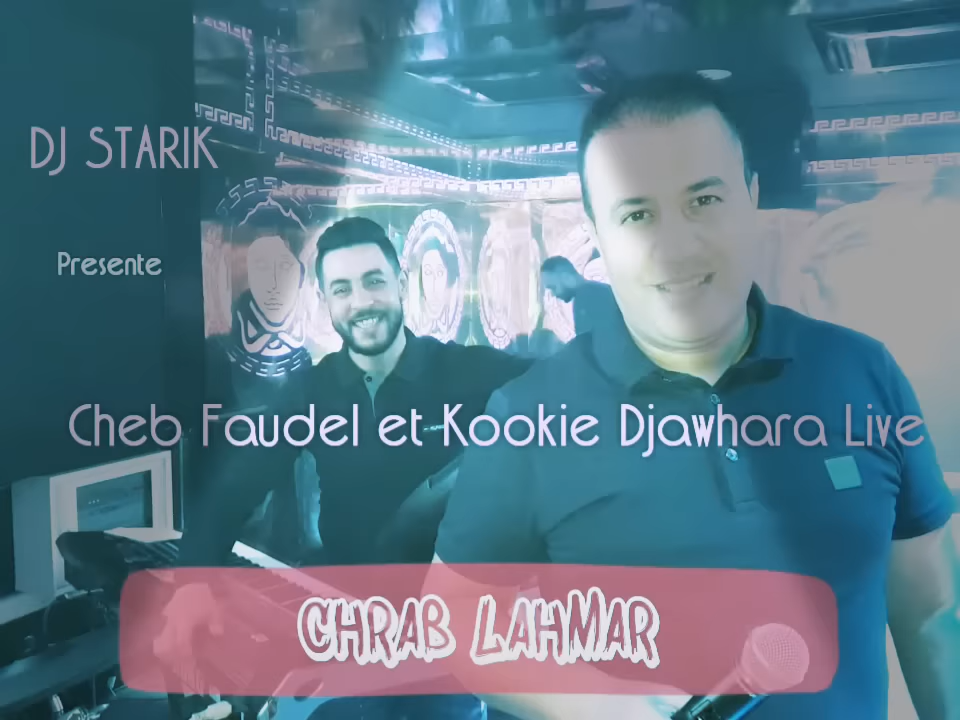 DJ STARIK
Presente
Cheb Faudel et Kookie Djawhara Live
CHRAB LAHMAR